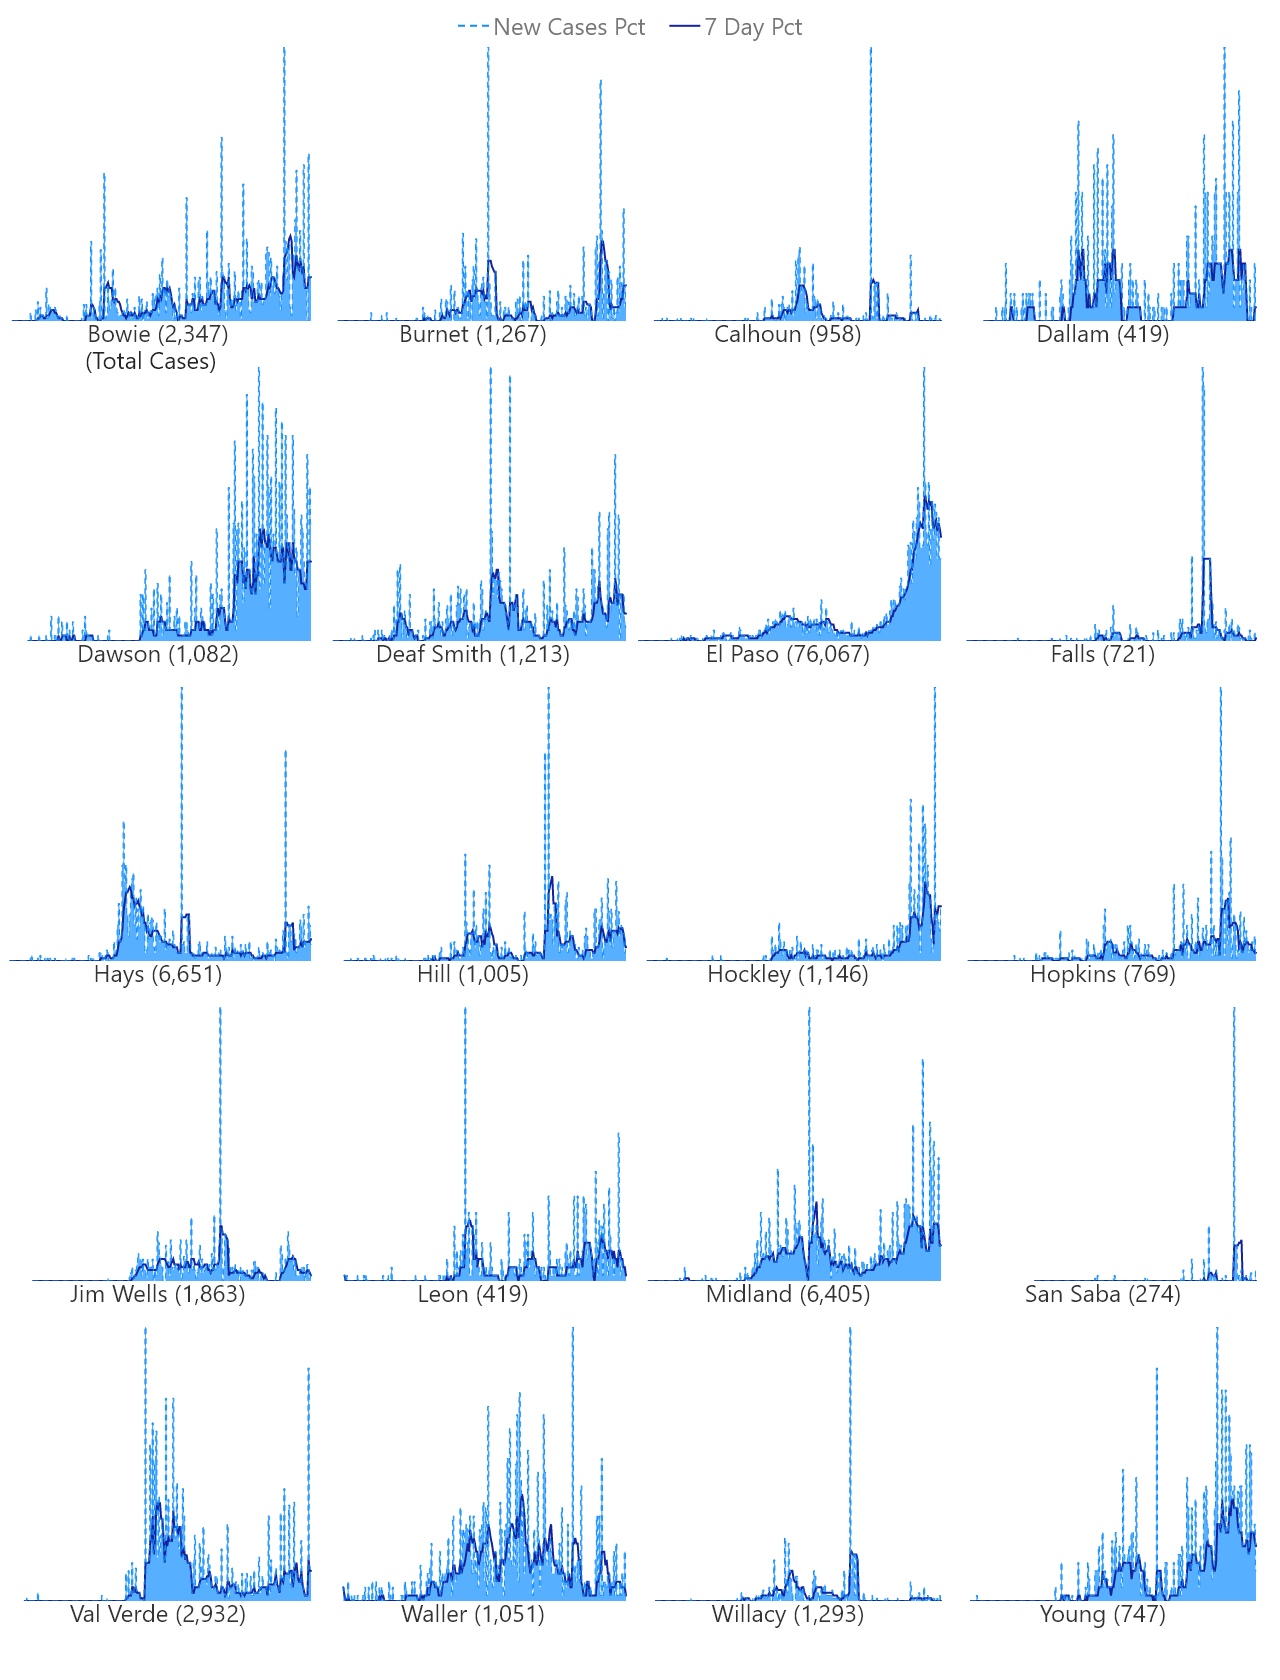 New Cases Pct 7 Day Pct
Bowie (2,347) Burnet (1,267) Calhoun (958) Dallam (419)
(Total Cases)
Dawson (1,082) Deaf Smith (1,213) El Paso (76,067) Falls (721)
Hays (6,651) Hill (1,005) Hockley (1,146) Hopkins (769)
Jim Wells (1,863) Leon (419) Midland (6,405) San Saba (274)
Val Verde (2,932) Waller (1,051) Willacy (1,293) Young (747)